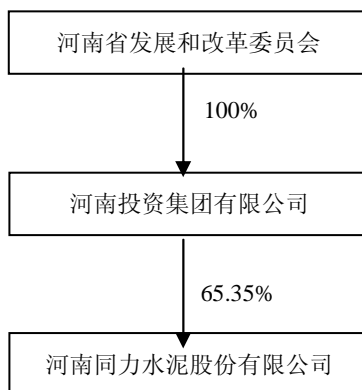 河南省发展和改革委员会
100%
河南投资集团有限公司
65.35%
河南同力水泥股份有限公司